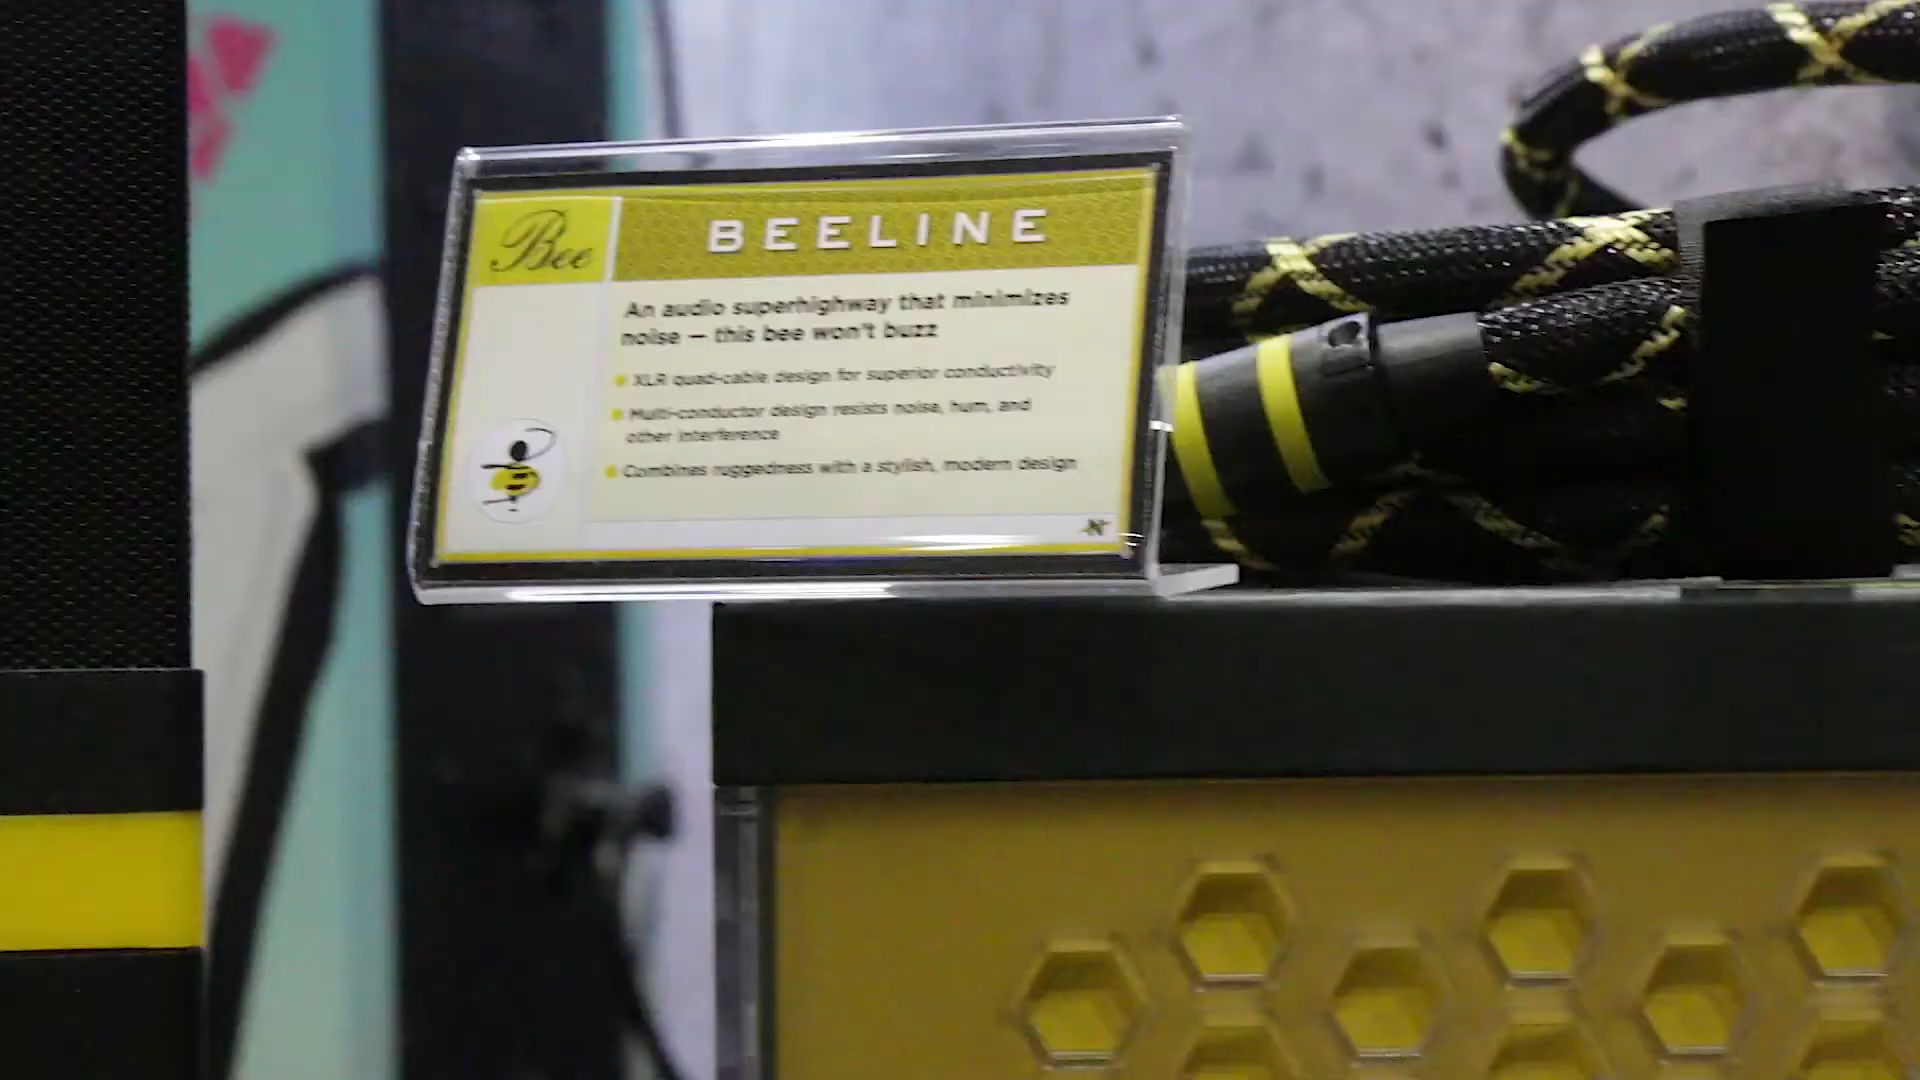 Bee
BEELINE
An audio superhighway that minimizes
noise — this bee won't buzz
XLR quad-cable design for superior conductivity
Multi-conductor design resists noise, hum, and
other interference
Combines ruggedness with a stylish, modern design
N